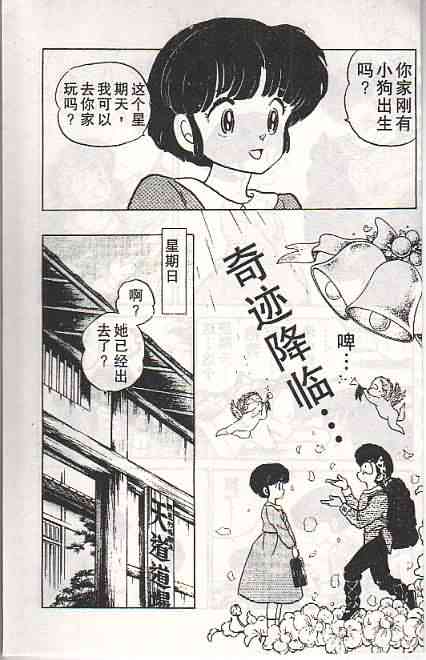 你家刚有
小狗出生
吗？
这个星
期天，
我可以
去你家
玩吗？
奇迹降临…
啤…
星期日
啊？
她已经出
去了？
天道道場